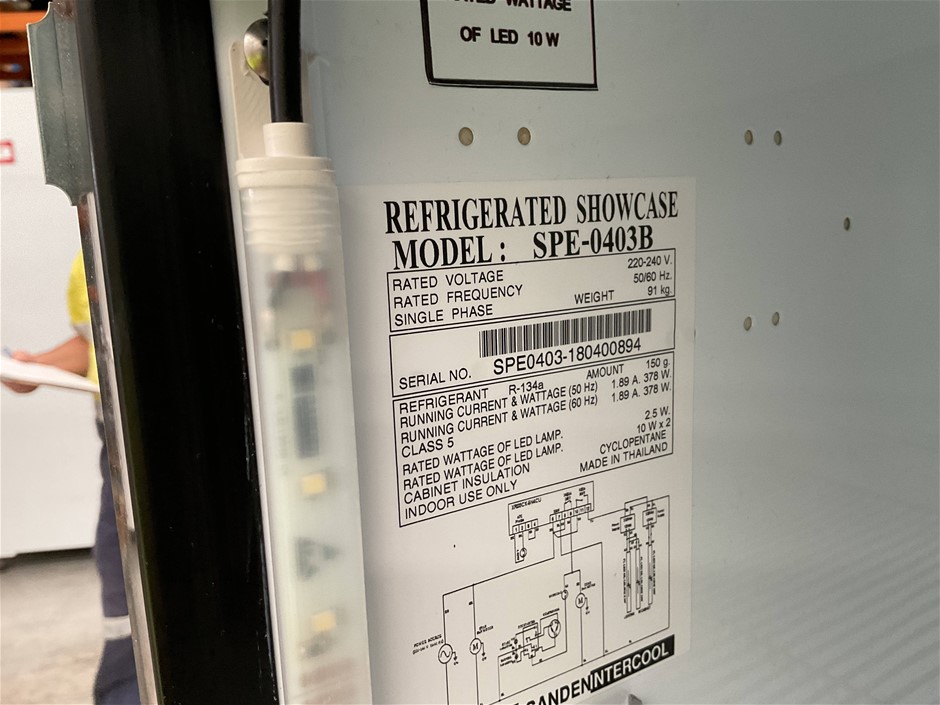 RATED WATTAGE
OF LED 10 W
REFRIGERATED SHOWCASE
MODEL : SPE-0403B
RATED VOLTAGE 220-240 V.
RATED FREQUENCY 50/60 Hz.
SINGLE PHASE WEIGHT 91 kg.
SERIAL NO. SPE0403-180400894
REFRIGERANT R-134a AMOUNT 150 g.
RUNNING CURRENT & WATTAGE (50 Hz) 1.89 A. 378 W.
RUNNING CURRENT & WATTAGE (60 Hz) 1.89 A. 378 W.
CLASS 5
RATED WATTAGE OF LED LAMP. 2.5 W.
RATED WATTAGE OF LED LAMP. 10 W x 2
CABINET INSULATION CYCLOPENTANE
INDOOR USE ONLY MADE IN THAILAND
SANDENINTERCOOL